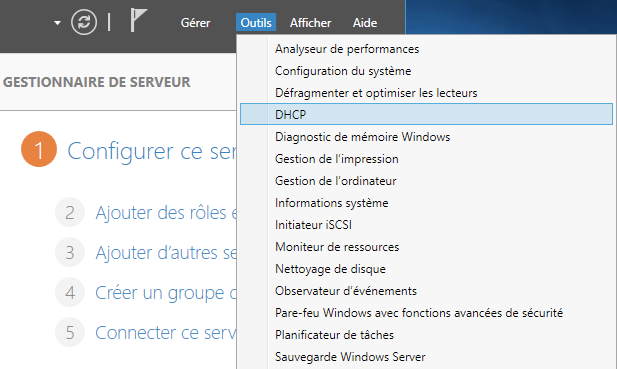 Gérer Outils Afficher Aide
GESTIONNAIRE DE SERVEUR
1 Configurer ce ser
2 Ajouter des rôles e
3 Ajouter d'autres se
4 Créer un groupe d
5 Connecter ce serv
Analyseur de performances
Configuration du système
Défragmenter et optimiser les lecteurs
DHCP
Diagnostic de mémoire Windows
Gestion de l'impression
Gestion de l'ordinateur
Informations système
Initiateur iSCSI
Moniteur de ressources
Nettoyage de disque
Observateur d'événements
Pare-feu Windows avec fonctions avancées de sécurité
Planificateur de tâches
Sauvegarde Windows Server